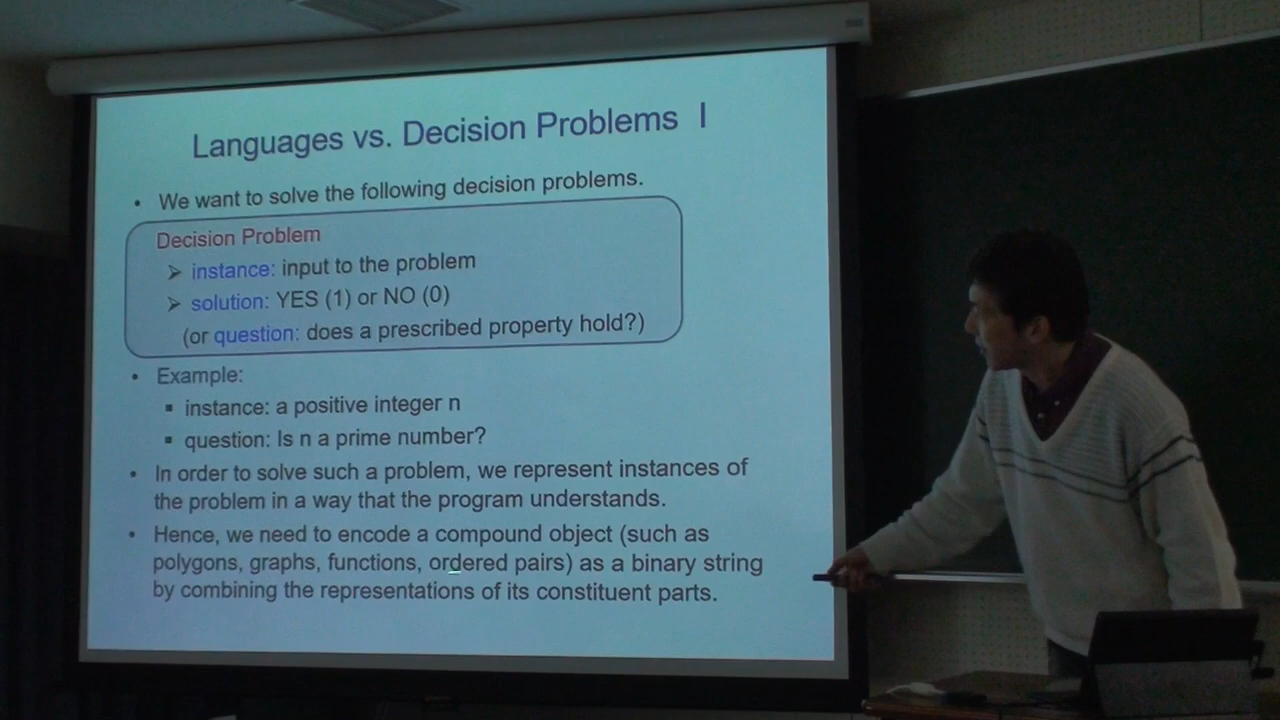 Languages vs. Decision Problems I
• We want to solve the following decision problems.
Decision Problem
➢ instance: input to the problem
➢ solution: YES (1) or NO (0)
(or question: does a prescribed property hold?)
• Example:
▪ instance: a positive integer n
▪ question: Is n a prime number?
• In order to solve such a problem, we represent instances of
the problem in a way that the program understands.
• Hence, we need to encode a compound object (such as
polygons, graphs, functions, ordered pairs) as a binary string
by combining the representations of its constituent parts.